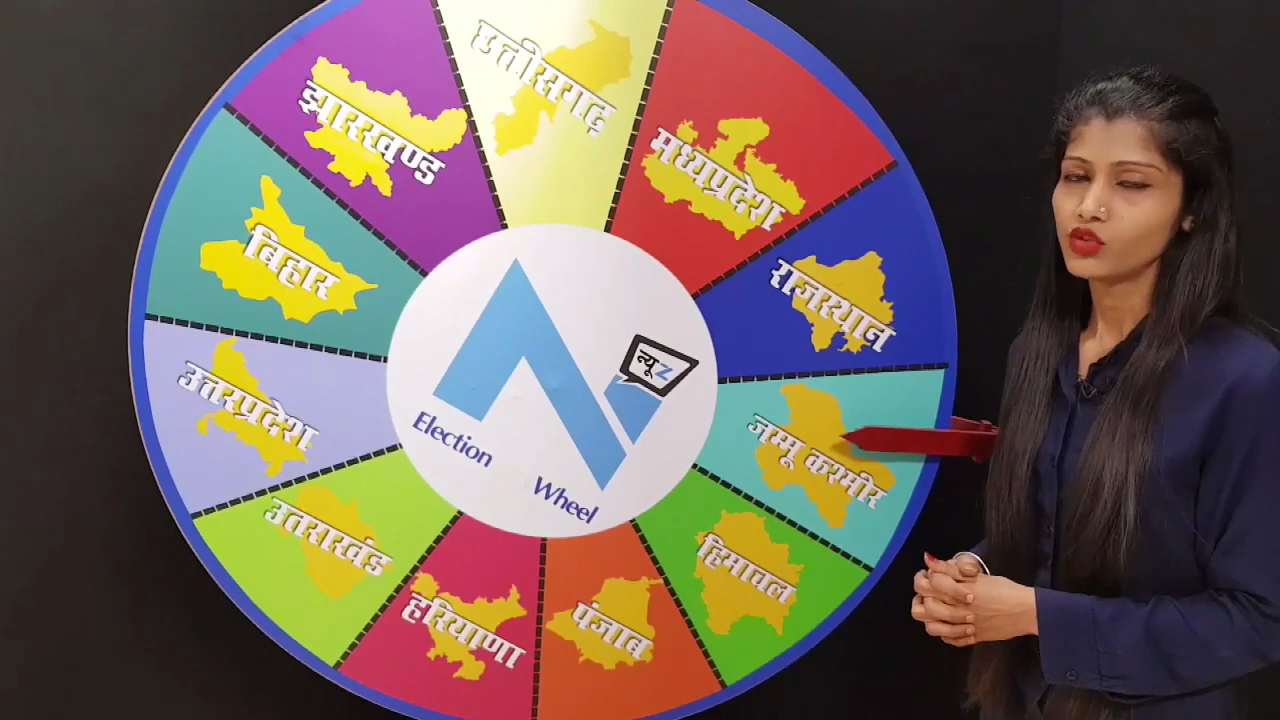 छत्तीसगढ़
मध्यप्रदेश
राजस्थान
जम्मू कश्मीर
हिमाचल
पंजाब
हरियाणा
उत्तराखंड
उत्तरप्रदेश
बिहार
झारखण्ड
न्यूZ
Election
Wheel